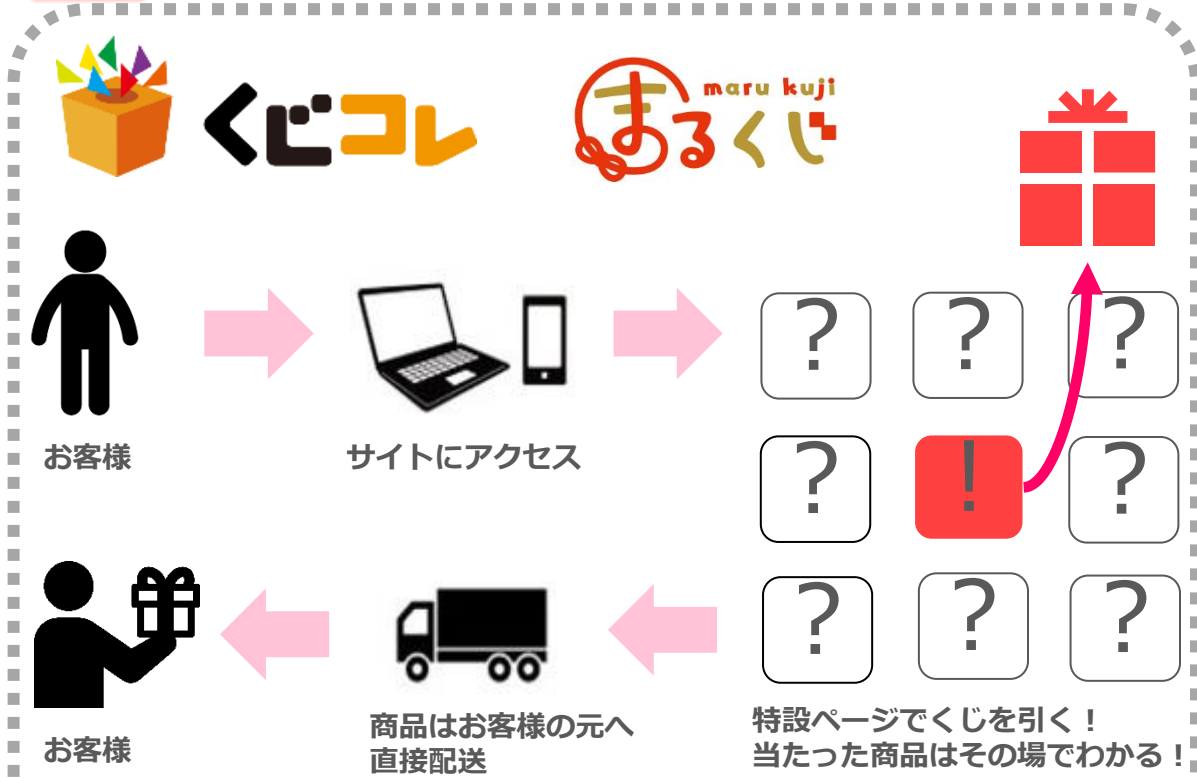 くじコレ
maru kuji
まるくじ
? ? ?
お客様
サイトにアクセス
? ! ?
? ? ?
商品はお客様の元へ
直接配送
特設ページでくじを引く！
当たった商品はその場でわかる！
お客様